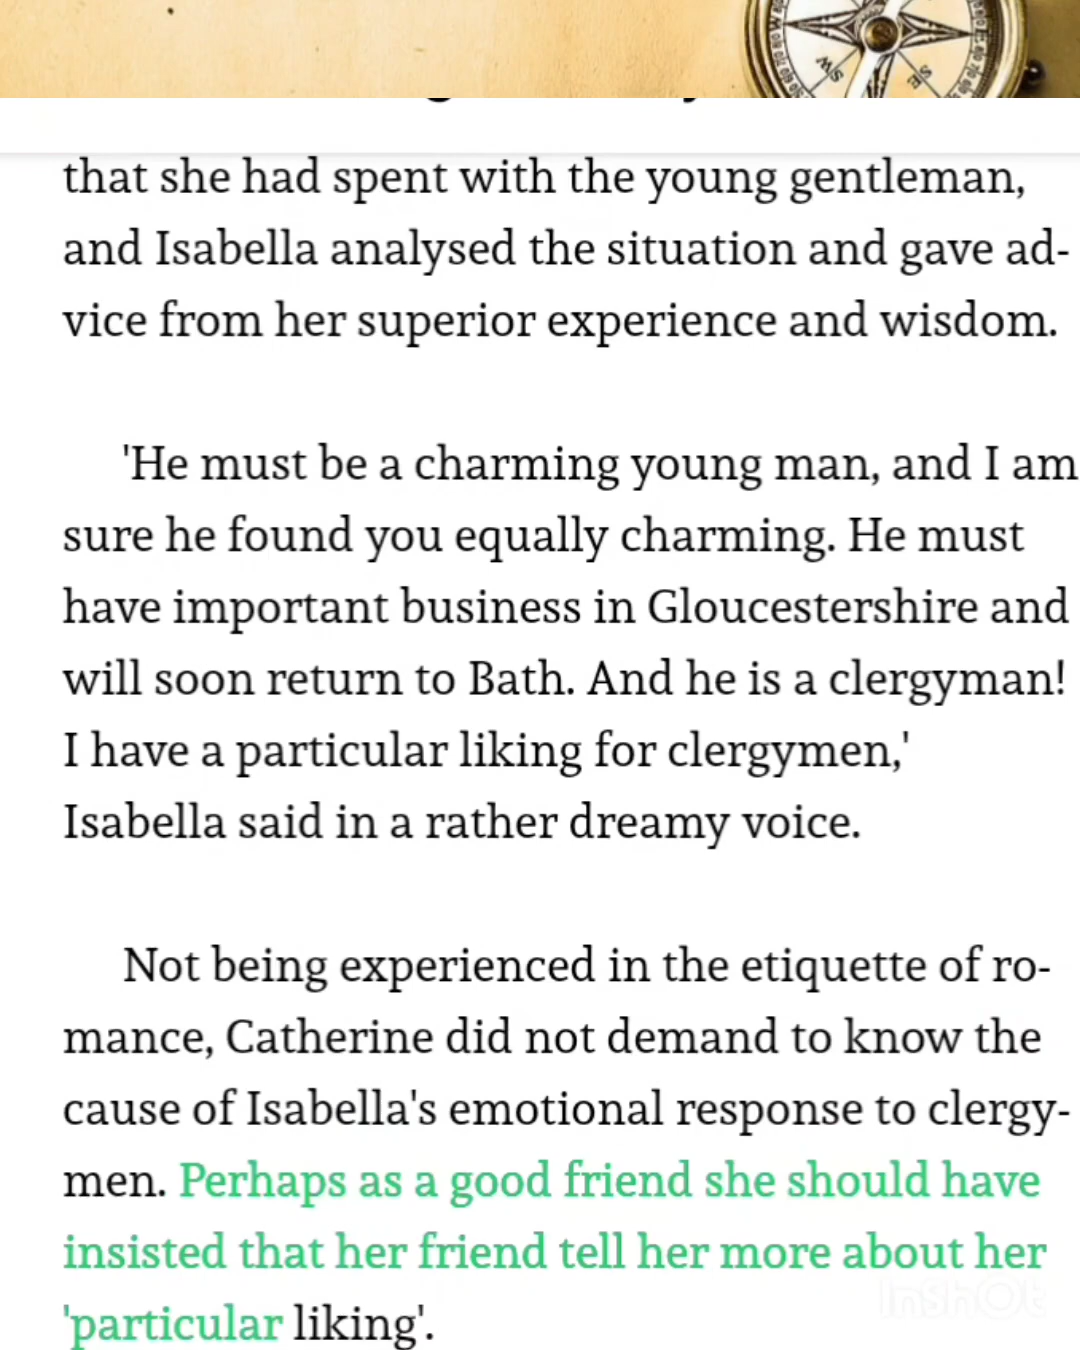 SW
SE
that she had spent with the young gentleman,
and Isabella analysed the situation and gave ad-
vice from her superior experience and wisdom.
'He must be a charming young man, and I am
sure he found you equally charming. He must
have important business in Gloucestershire and
will soon return to Bath. And he is a clergyman!
I have a particular liking for clergymen,'
Isabella said in a rather dreamy voice.
Not being experienced in the etiquette of ro-
mance, Catherine did not demand to know the
cause of Isabella's emotional response to clergy-
men. Perhaps as a good friend she should have
insisted that her friend tell her more about her
'particular liking'.
InShOt